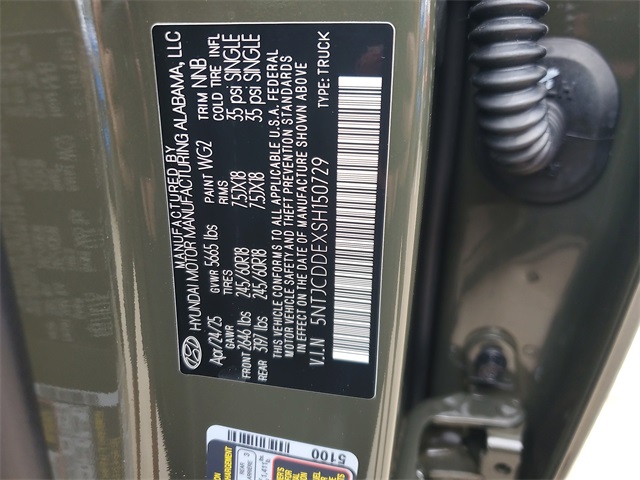 MANUFACTURED BY
HYUNDAI MOTOR MANUFACTURING ALABAMA, LLC
Apr/24/25 GVWR 5665 lbs PAINT WG2 TRIM NNB
GAWR TIRES RIMS COLD TIRE INFL
FRONT 2646 lbs 245/60R18 7.5JX18 35 psi SINGLE
REAR 3197 lbs 245/60R18 7.5JX18 35 psi SINGLE
THIS VEHICLE CONFORMS TO ALL APPLICABLE U.S.A. FEDERAL
MOTOR VEHICLE SAFETY AND THEFT PREVENTION STANDARDS
IN EFFECT ON THE DATE OF MANUFACTURE SHOWN ABOVE
V.I.N 5NTJCDDEXSH150729 TYPE: TRUCK
5100
REAR 3